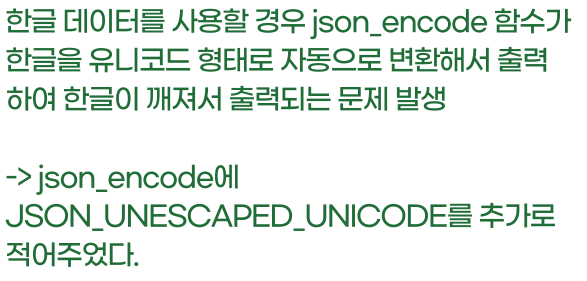 한글 데이터를 사용할 경우 json_encode 함수가
한글을 유니코드 형태로 자동으로 변환해서 출력
하여 한글이 깨져서 출력되는 문제 발생
-> json_encode에
JSON_UNESCAPED_UNICODE를 추가로
적어주었다.